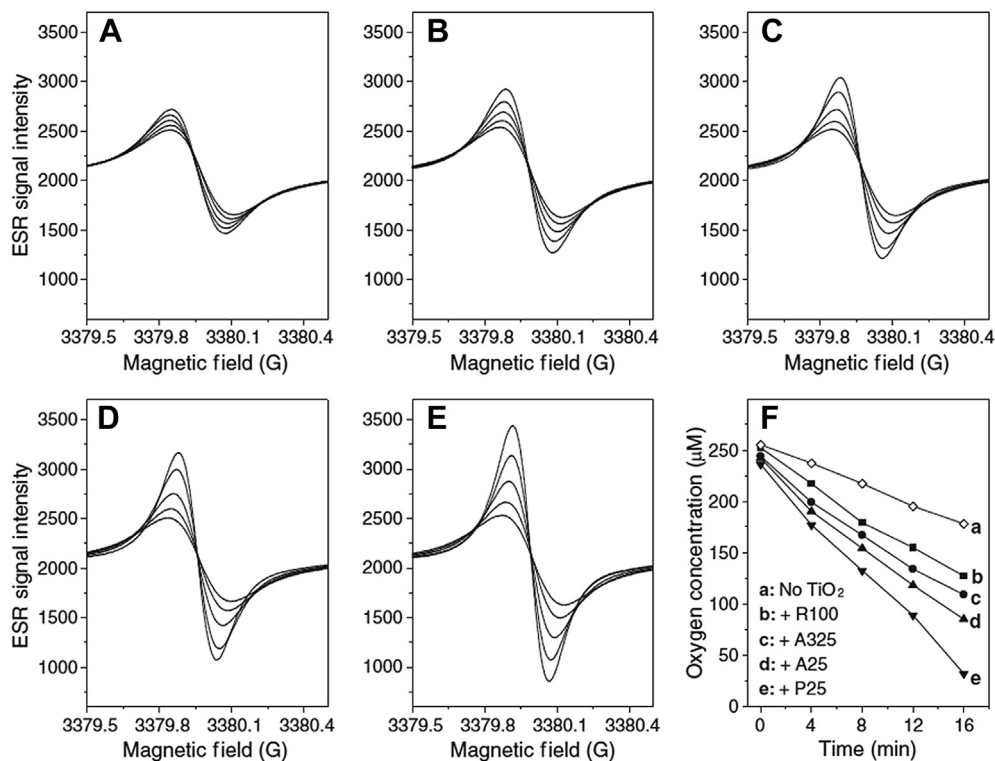 A
B
C
3500
3000
2500
2000
1500
1000
3379.5 3379.8 3380.1 3380.4
Magnetic field (G)
ESR signal intensity
3500
3000
2500
2000
1500
1000
3379.5 3379.8 3380.1 3380.4
Magnetic field (G)
3500
3000
2500
2000
1500
1000
3379.5 3379.8 3380.1 3380.4
Magnetic field (G)
D
E
F
3500
3000
2500
2000
1500
1000
3379.5 3379.8 3380.1 3380.4
Magnetic field (G)
ESR signal intensity
3500
3000
2500
2000
1500
1000
3379.5 3379.8 3380.1 3380.4
Magnetic field (G)
Oxygen concentration (μM)
250
200
150
100
50
0
a
b
c
d
e
a: No TiO₂
b: + R100
c: + A325
d: + A25
e: + P25
0 4 8 12 16
Time (min)